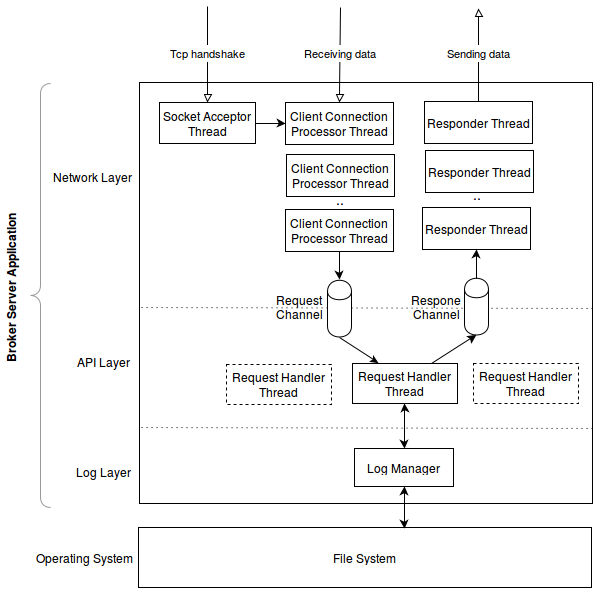 Tcp handshake
Receiving data
Sending data
Socket Acceptor
Thread
Client Connection
Processor Thread
Responder Thread
Client Connection
Processor Thread
Responder Thread
Network Layer
..
..
Client Connection
Processor Thread
Responder Thread
Broker Server Application
Request
Channel
Respone
Channel
API Layer
Request Handler
Thread
Request Handler
Thread
Request Handler
Thread
Log Layer
Log Manager
Operating System
File System